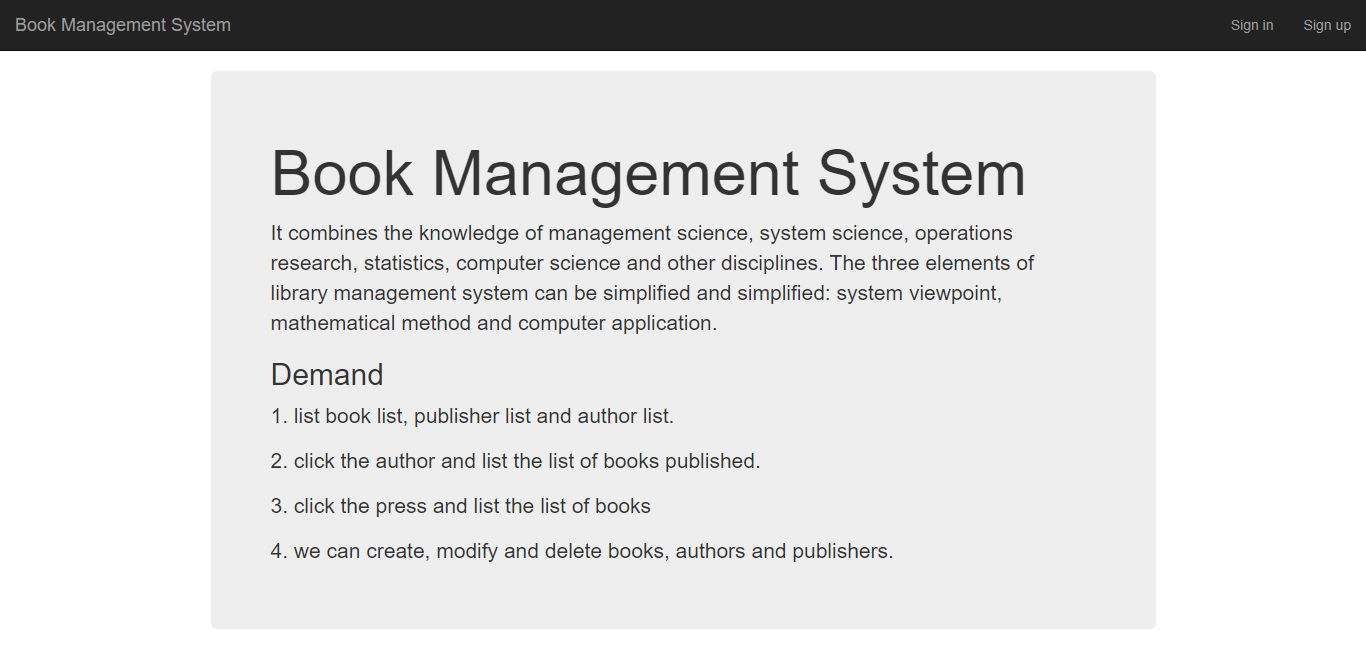 Book Management System
Sign in
Sign up
Book Management System
It combines the knowledge of management science, system science, operations
research, statistics, computer science and other disciplines. The three elements of
library management system can be simplified and simplified: system viewpoint,
mathematical method and computer application.
Demand
1. list book list, publisher list and author list.
2. click the author and list the list of books published.
3. click the press and list the list of books
4. we can create, modify and delete books, authors and publishers.